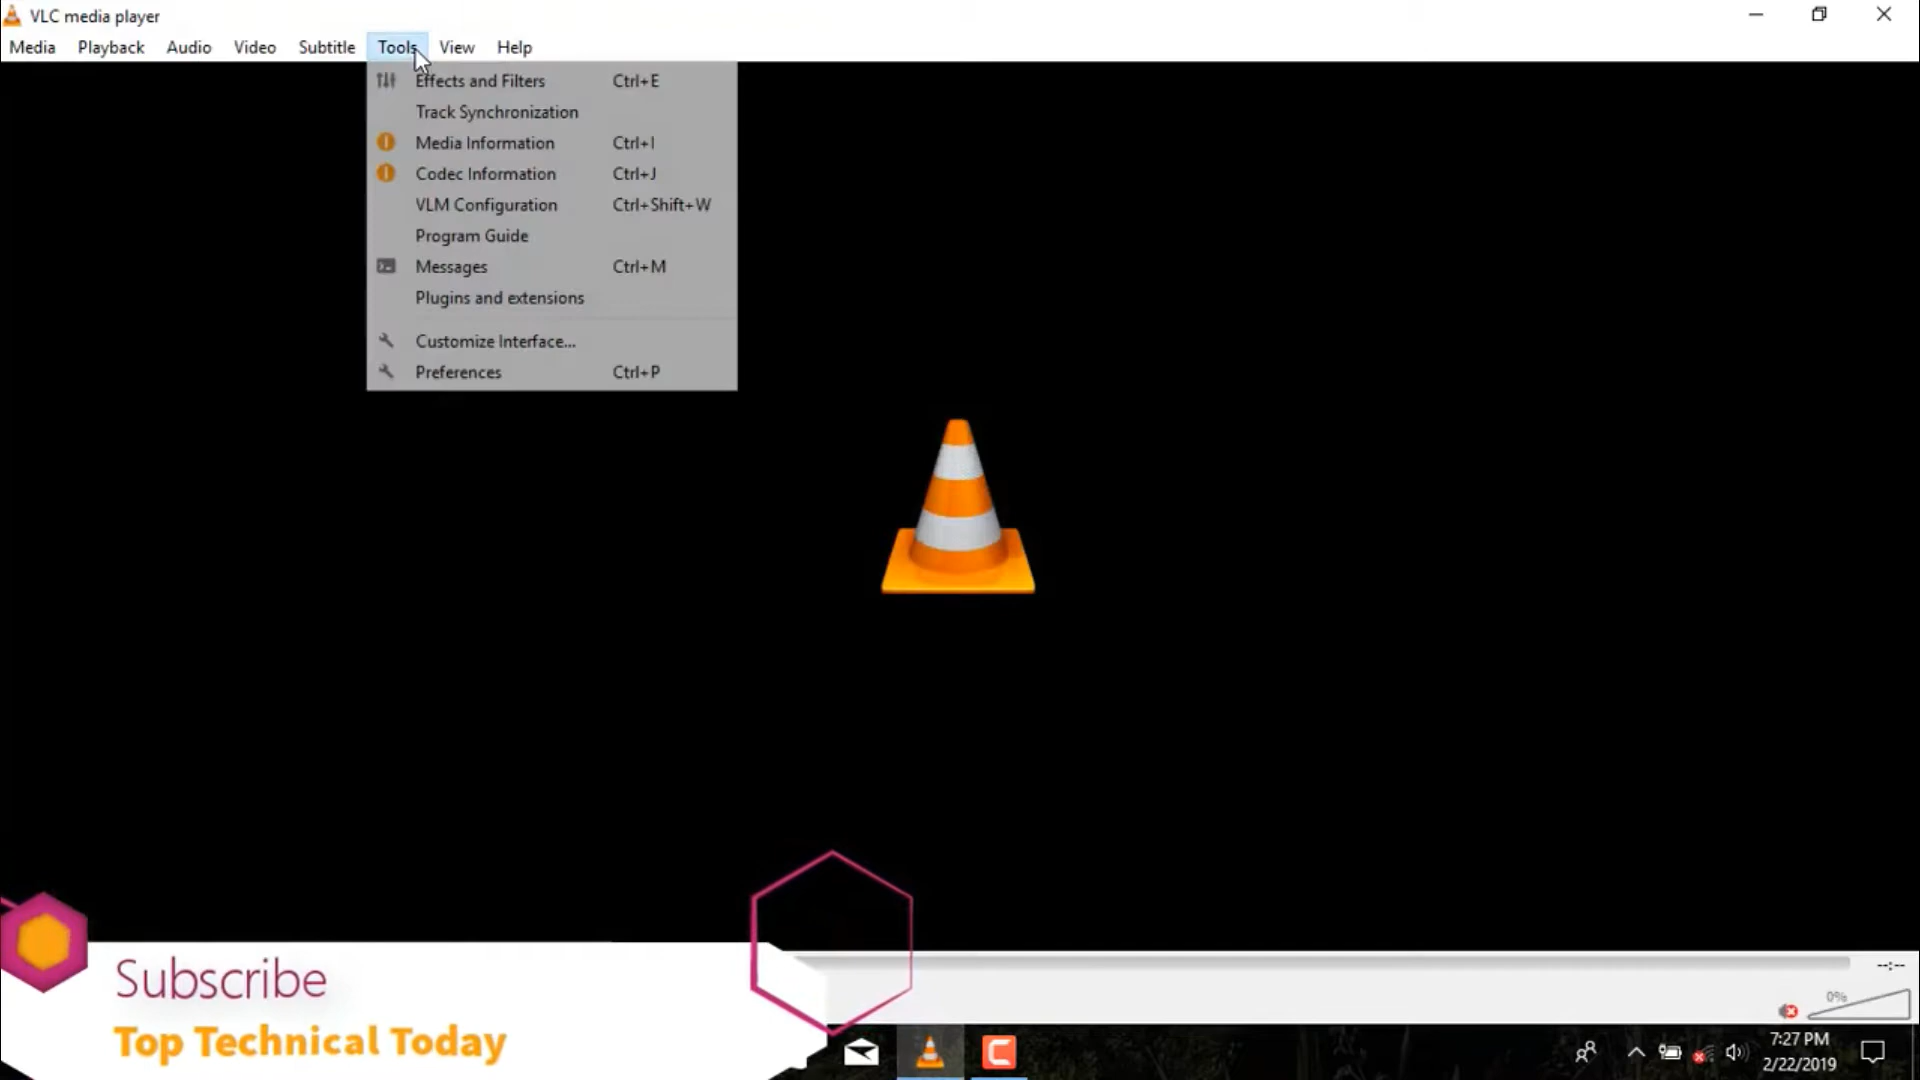 VLC media player
Media Playback Audio Video Subtitle Tools View Help
Effects and Filters Ctrl+E
Track Synchronization
Media Information Ctrl+I
Codec Information Ctrl+J
VLM Configuration Ctrl+Shift+W
Program Guide
Messages Ctrl+M
Plugins and extensions
Customize Interface...
Preferences Ctrl+P
--:--
0%
Subscribe
Top Technical Today
7:27 PM
2/22/2019